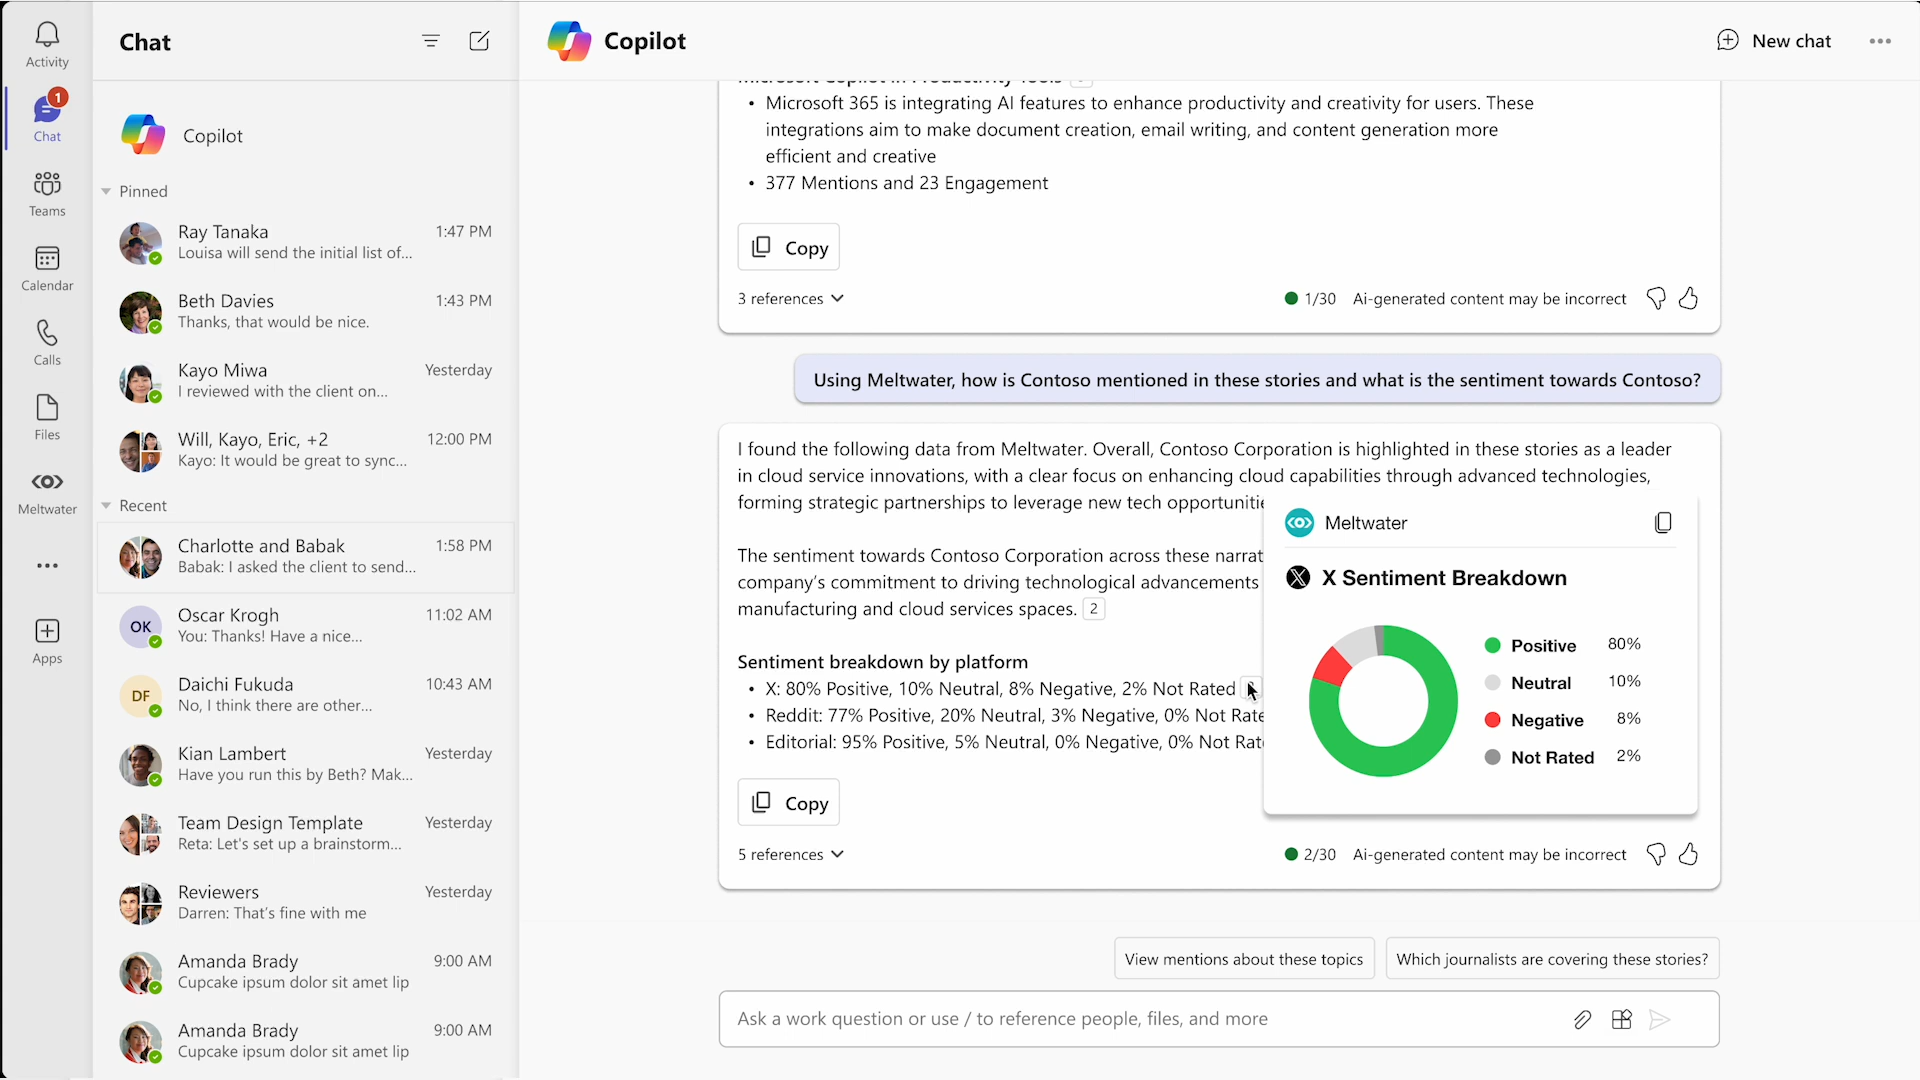 Activity
1
Chat
Teams
Calendar
Calls
Files
Meltwater
Apps
Chat
Copilot
Pinned
Ray Tanaka 1:47 PM
Louisa will send the initial list of...
Beth Davies 1:43 PM
Thanks, that would be nice.
Kayo Miwa Yesterday
I reviewed with the client on...
Will, Kayo, Eric, +2 12:00 PM
Kayo: It would be great to sync...
Recent
Charlotte and Babak 1:58 PM
Babak: I asked the client to send...
OK
Oscar Krogh 11:02 AM
You: Thanks! Have a nice...
DF
Daichi Fukuda 10:43 AM
No, I think there are other...
Kian Lambert Yesterday
Have you run this by Beth? Mak...
Team Design Template Yesterday
Reta: Let's set up a brainstorm...
Reviewers Yesterday
Darren: That's fine with me
Amanda Brady 9:00 AM
Cupcake ipsum dolor sit amet lip
Amanda Brady 9:00 AM
Cupcake ipsum dolor sit amet lip
Copilot
New chat
Microsoft Copilot in Productivity Tools
• Microsoft 365 is integrating AI features to enhance productivity and creativity for users. These
integrations aim to make document creation, email writing, and content generation more
efficient and creative
• 377 Mentions and 23 Engagement
Copy
3 references
1/30 Ai-generated content may be incorrect
Using Meltwater, how is Contoso mentioned in these stories and what is the sentiment towards Contoso?
I found the following data from Meltwater. Overall, Contoso Corporation is highlighted in these stories as a leader
in cloud service innovations, with a clear focus on enhancing cloud capabilities through advanced technologies,
forming strategic partnerships to leverage new tech opportunitie
The sentiment towards Contoso Corporation across these narrat
company's commitment to driving technological advancements
manufacturing and cloud services spaces. 2
Sentiment breakdown by platform
• X: 80% Positive, 10% Neutral, 8% Negative, 2% Not Rated
• Reddit: 77% Positive, 20% Neutral, 3% Negative, 0% Not Rate
• Editorial: 95% Positive, 5% Neutral, 0% Negative, 0% Not Rat
Copy
5 references
2/30 Ai-generated content may be incorrect
Meltwater
X Sentiment Breakdown
Positive 80%
Neutral 10%
Negative 8%
Not Rated 2%
View mentions about these topics
Which journalists are covering these stories?
Ask a work question or use / to reference people, files, and more